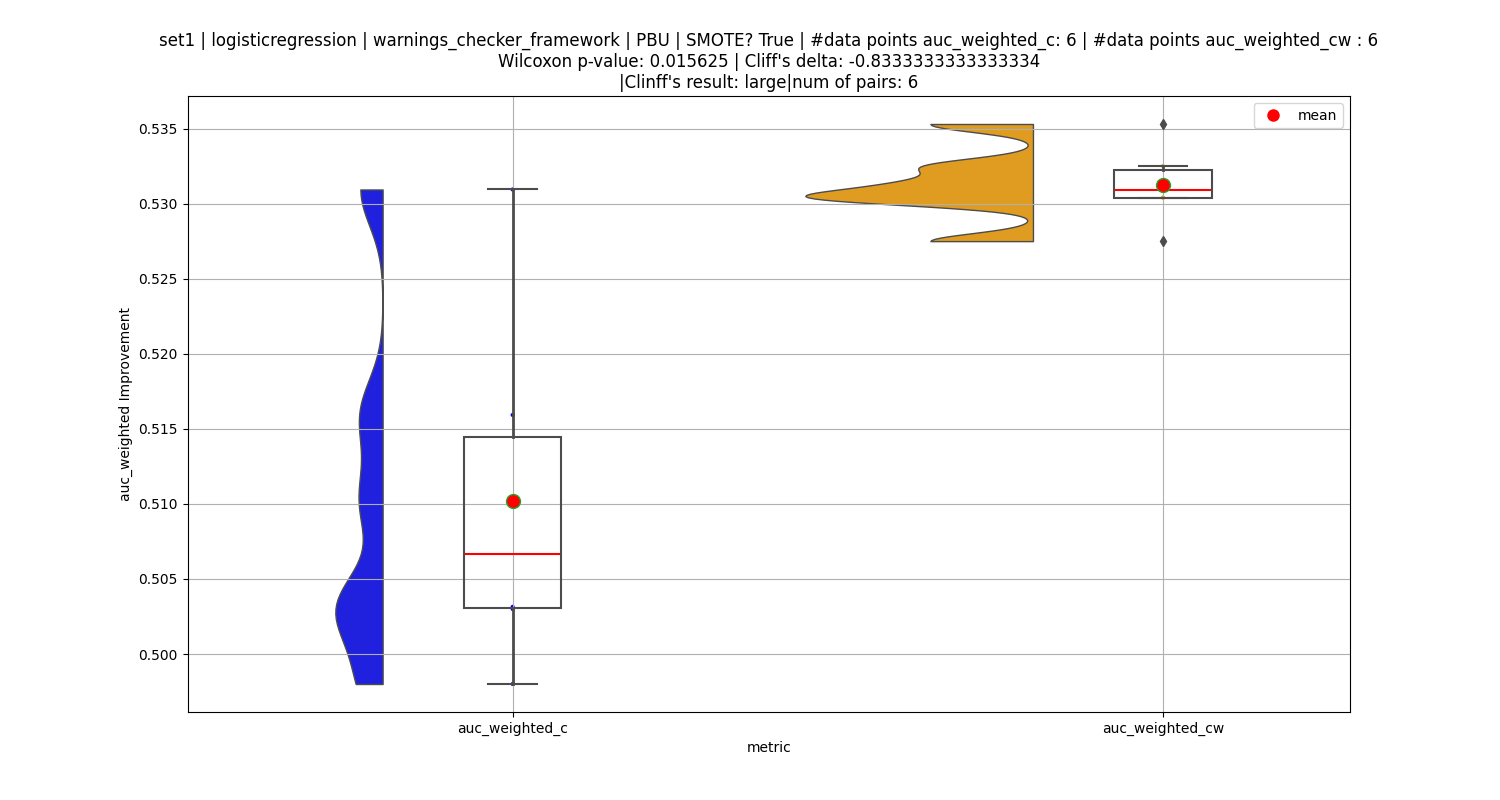 set1 | logisticregression | warnings_checker_framework | PBU | SMOTE? True | #data points auc_weighted_c: 6 | #data points auc_weighted_cw : 6
Wilcoxon p-value: 0.015625 | Cliff's delta: -0.8333333333333334
|Clinff's result: large|num of pairs: 6
mean
0.535
0.530
0.525
0.520
0.515
0.510
0.505
0.500
auc_weighted Improvement
auc_weighted_c
auc_weighted_cw
metric